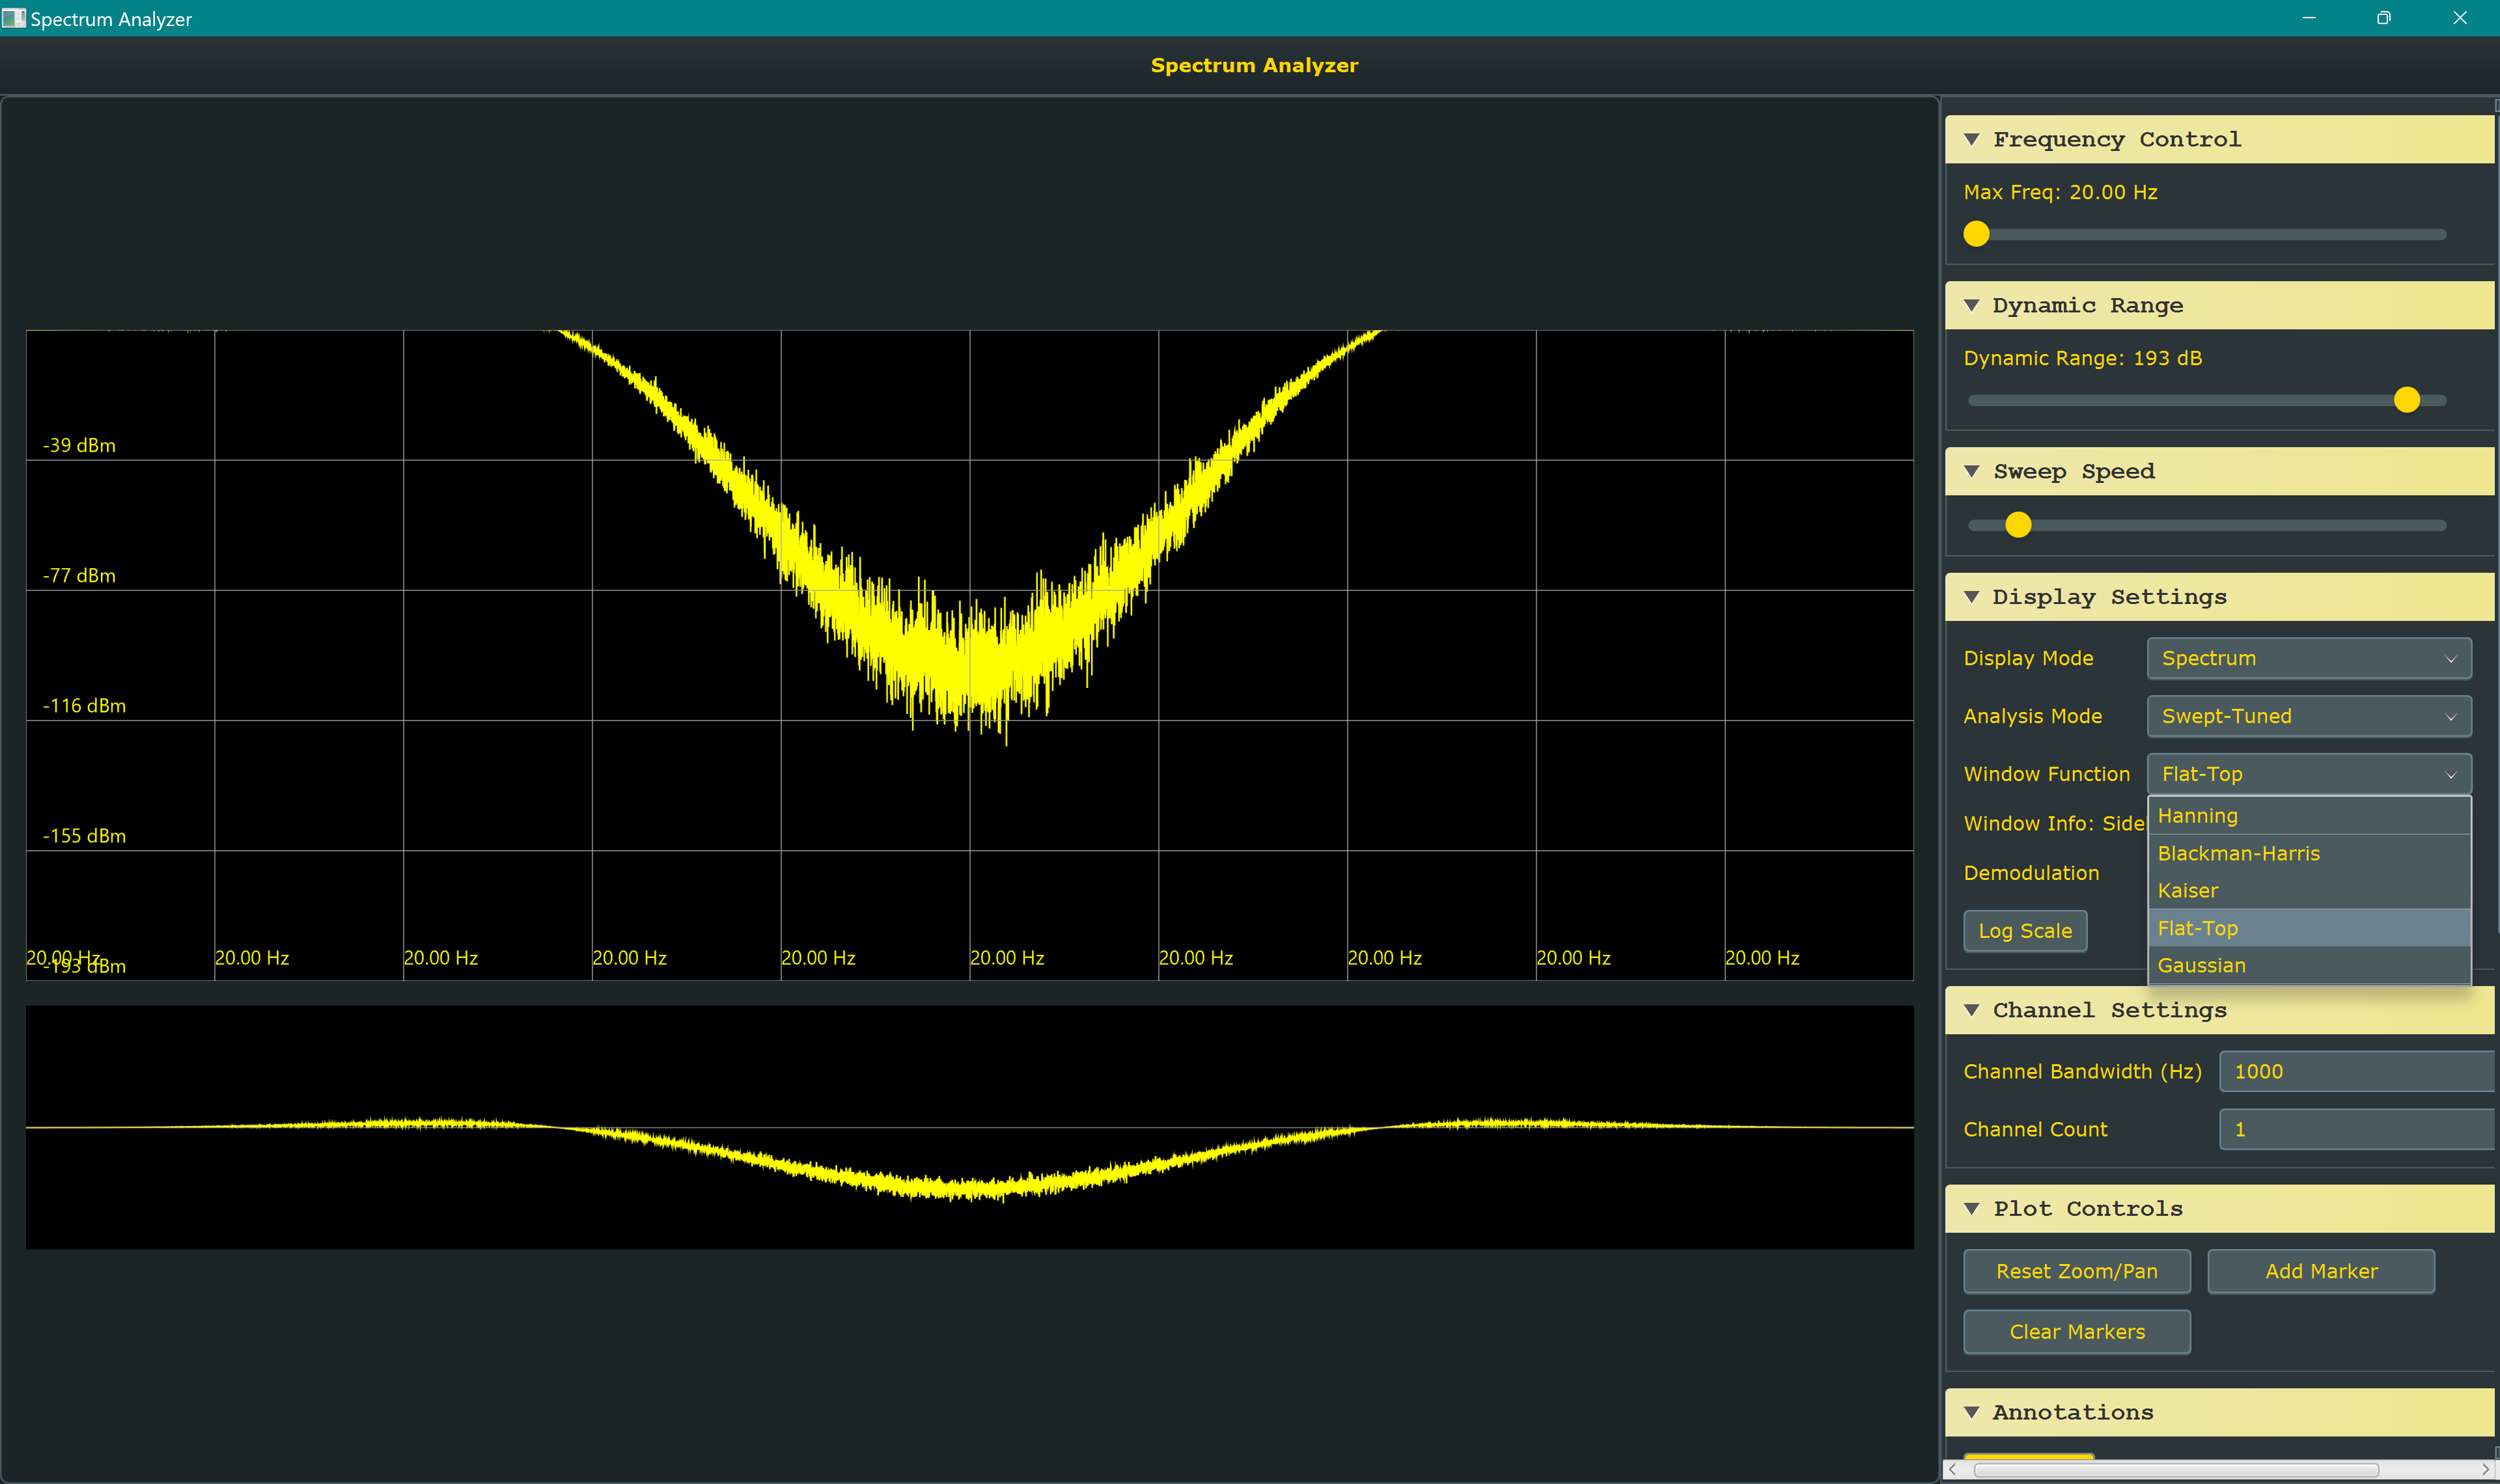 Spectrum Analyzer
Spectrum Analyzer
-39 dBm
-77 dBm
-116 dBm
-155 dBm
-193 dBm
20.00 Hz 20.00 Hz 20.00 Hz 20.00 Hz 20.00 Hz 20.00 Hz 20.00 Hz 20.00 Hz 20.00 Hz 20.00 Hz
Frequency Control
Max Freq: 20.00 Hz
Dynamic Range
Dynamic Range: 193 dB
Sweep Speed
Display Settings
Display Mode Spectrum
Analysis Mode Swept-Tuned
Window Function Flat-Top
Window Info: Side
Hanning
Blackman-Harris
Kaiser
Flat-Top
Gaussian
Demodulation
Log Scale
Channel Settings
Channel Bandwidth (Hz) 1000
Channel Count 1
Plot Controls
Reset Zoom/Pan Add Marker
Clear Markers
Annotations